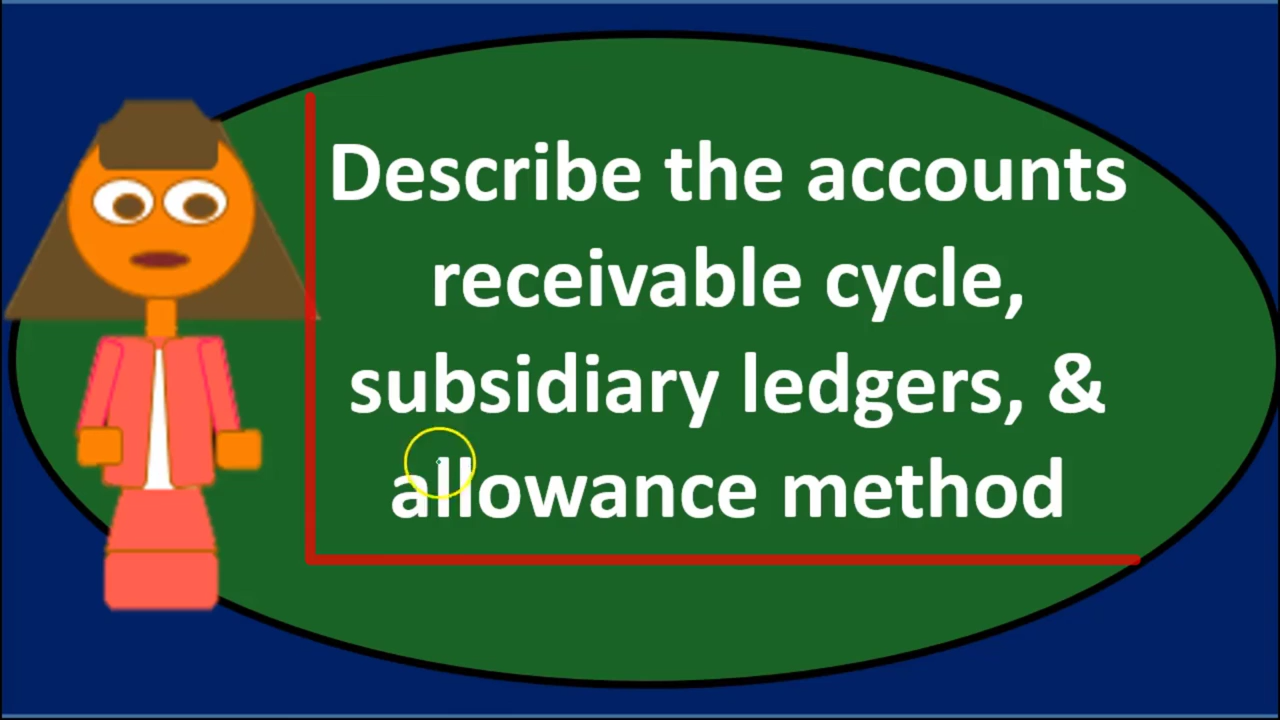 Describe the accounts
receivable cycle,
subsidiary ledgers, &
allowance method